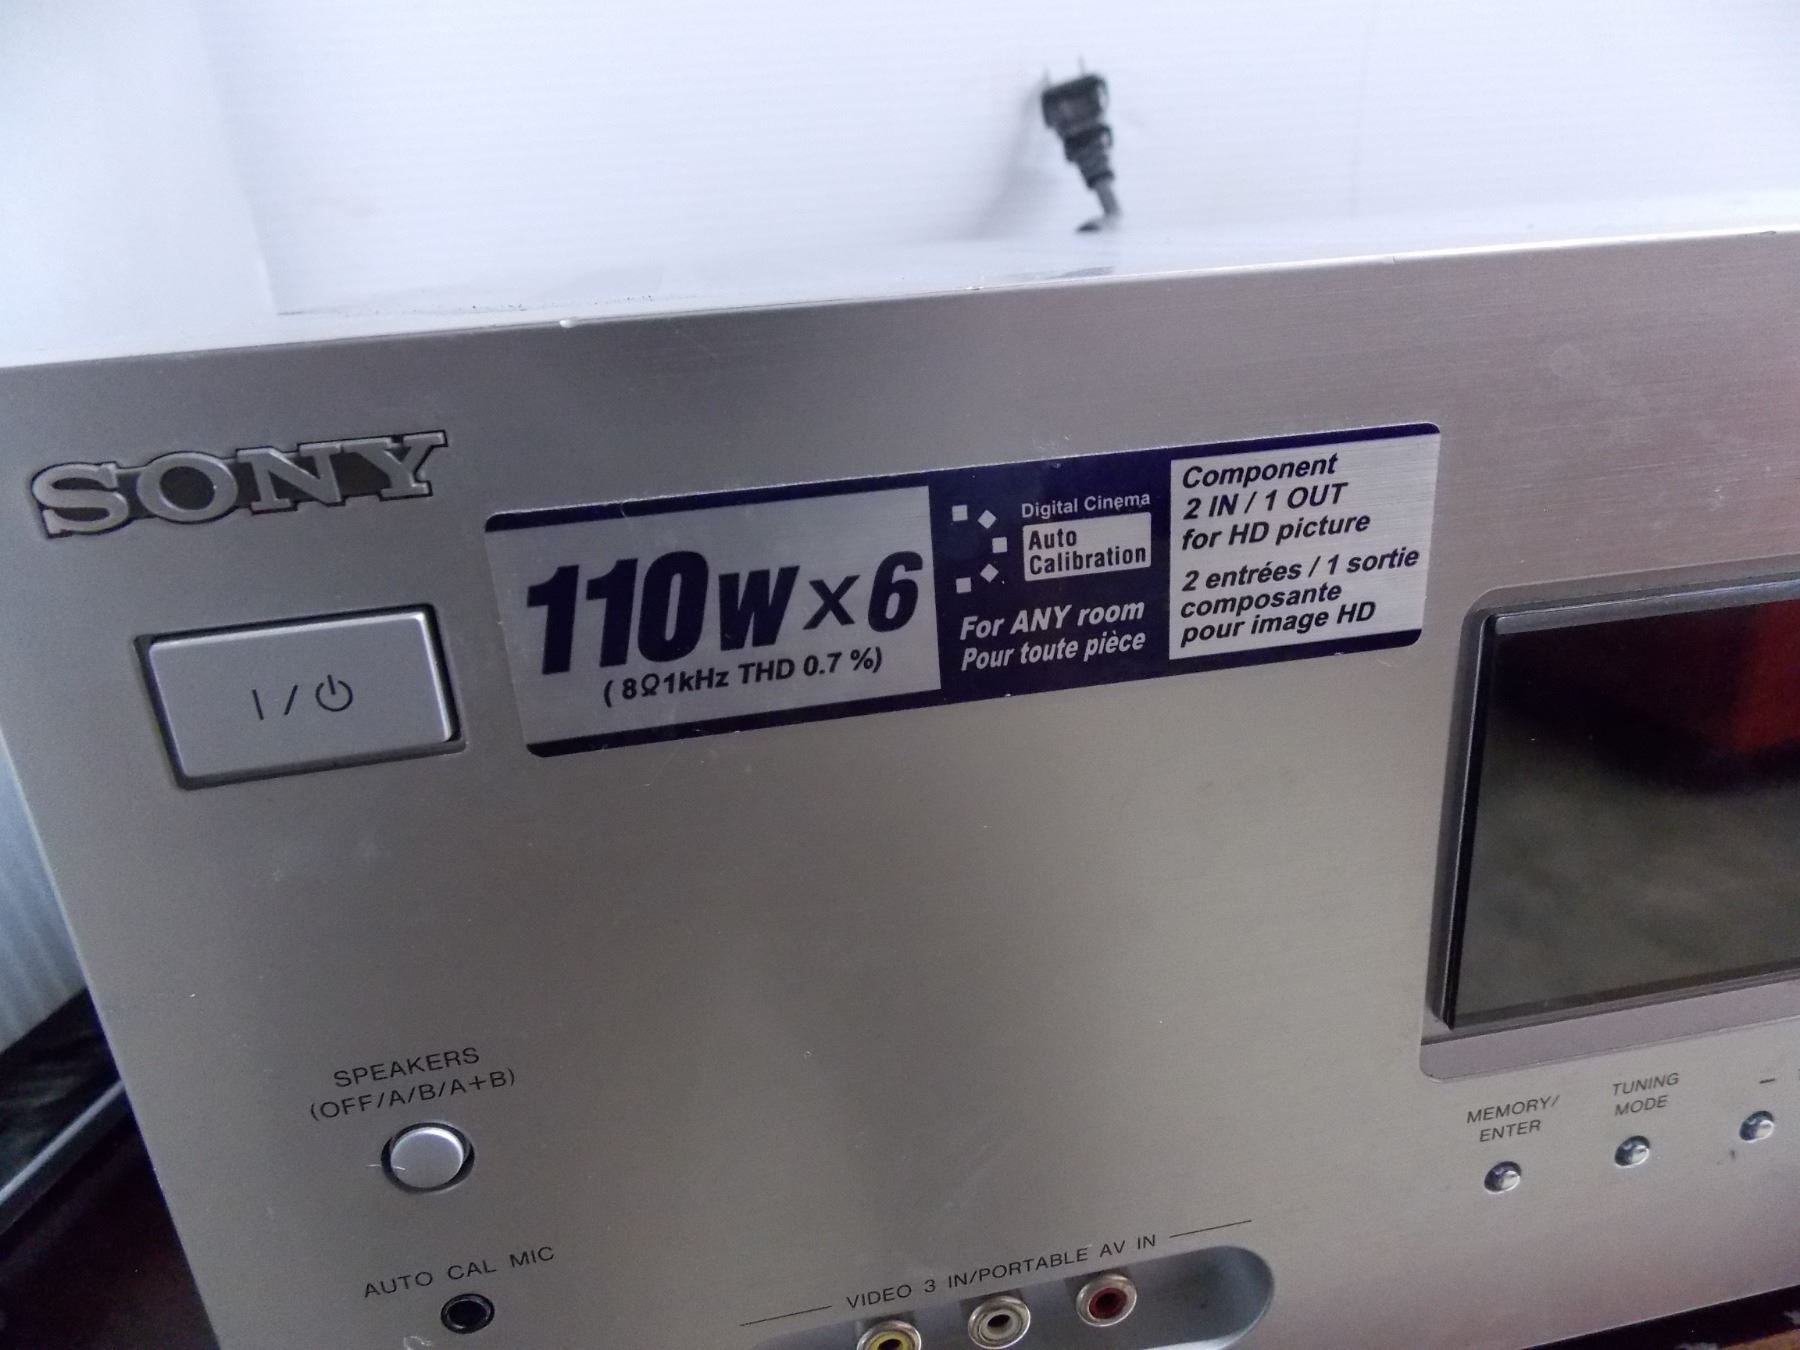 SONY
110W x 6
(8Ω1kHz THD 0.7 %)
Digital Cinema
Auto
Calibration
For ANY room
Pour toute pièce
Component
2 IN / 1 OUT
for HD picture
2 entrées / 1 sortie
composante
pour image HD
I / ⏻
SPEAKERS
(OFF/A/B/A+B)
MEMORY/
ENTER
TUNING
MODE
–
AUTO CAL MIC
VIDEO 3 IN/PORTABLE AV IN